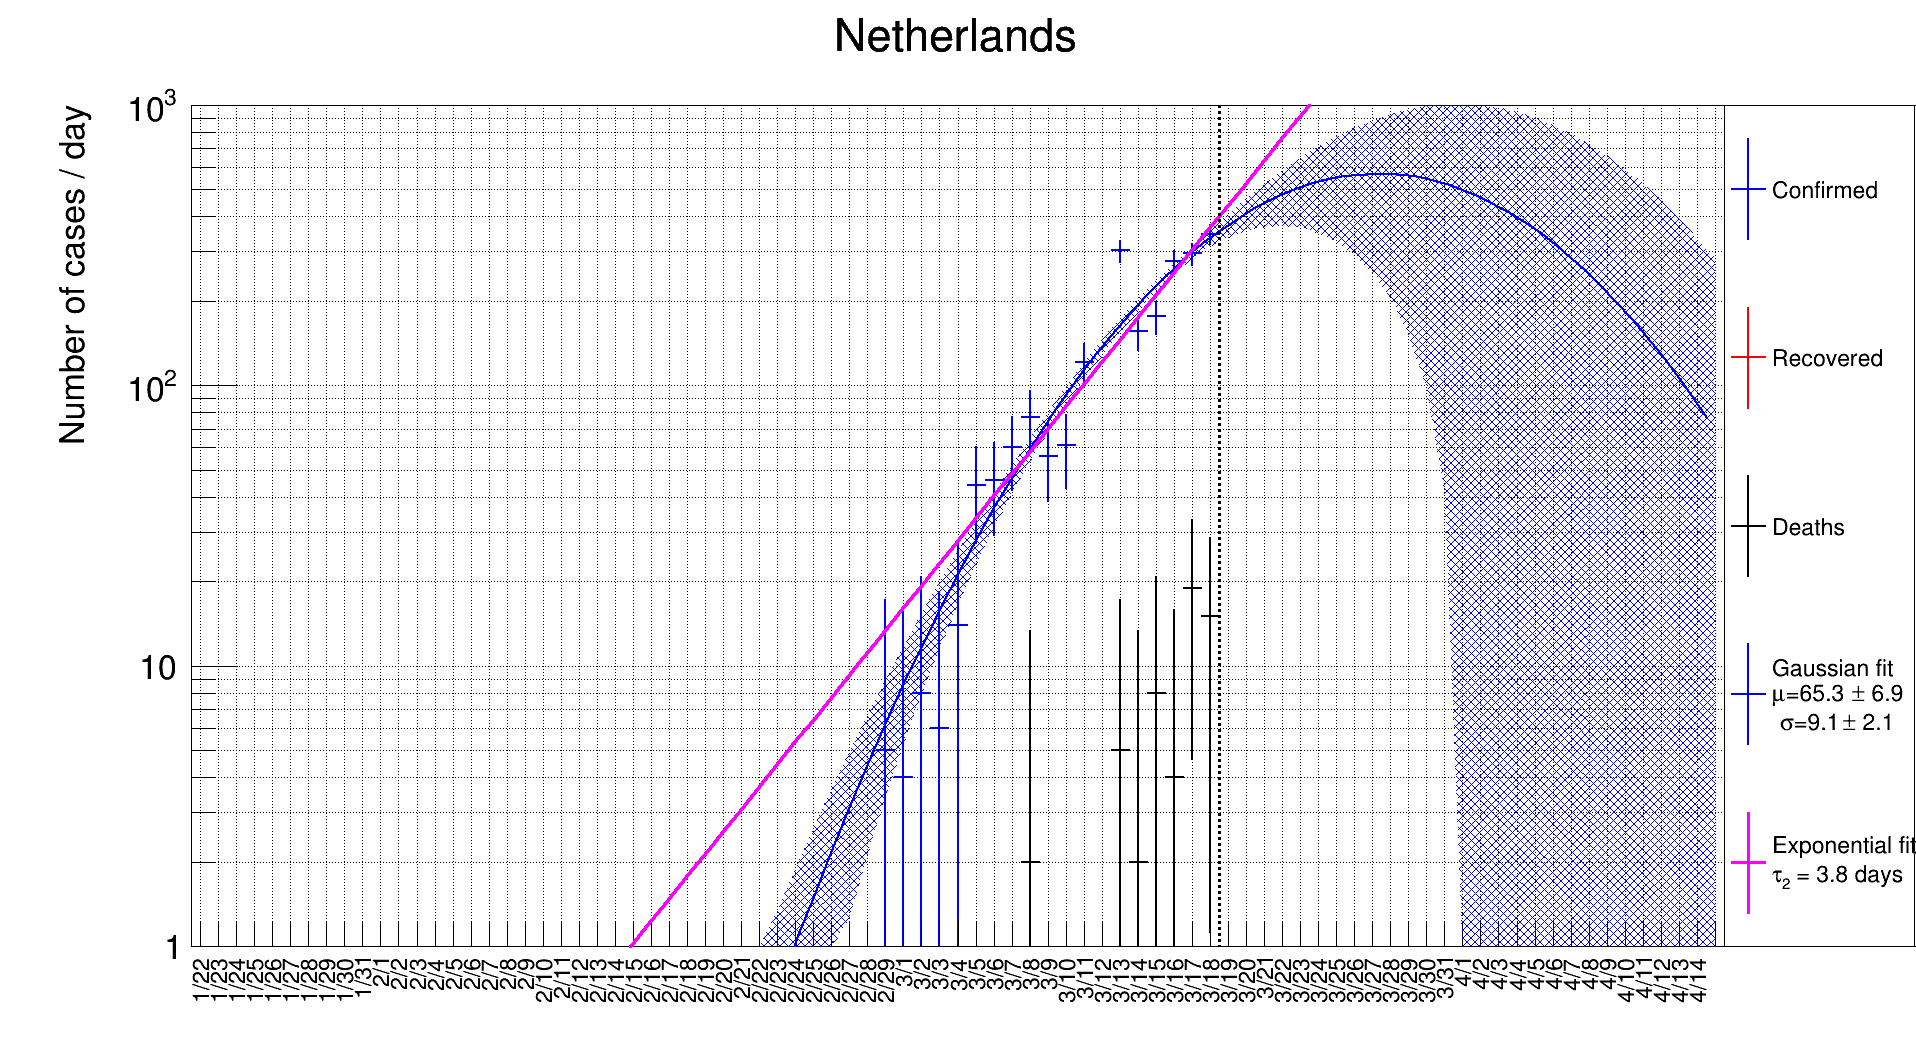 Netherlands
Number of cases / day
10³
10²
10
1
1/22 1/23 1/24 1/25 1/26 1/27 1/28 1/29 1/30 1/31 2/1 2/2 2/3 2/4 2/5 2/6 2/7 2/8 2/9 2/10 2/11 2/12 2/13 2/14 2/15 2/16 2/17 2/18 2/19 2/20 2/21 2/22 2/23 2/24 2/25 2/26 2/27 2/28 2/29 3/1 3/2 3/3 3/4 3/5 3/6 3/7 3/8 3/9 3/10 3/11 3/12 3/13 3/14 3/15 3/16 3/17 3/18 3/19 3/20 3/21 3/22 3/23 3/24 3/25 3/26 3/27 3/28 3/29 3/30 3/31 4/1 4/2 4/3 4/4 4/5 4/6 4/7 4/8 4/9 4/10 4/11 4/12 4/13 4/14
Confirmed
Recovered
Deaths
Gaussian fit
μ=65.3 ± 6.9
σ=9.1 ± 2.1
Exponential fit
τ₂ = 3.8 days